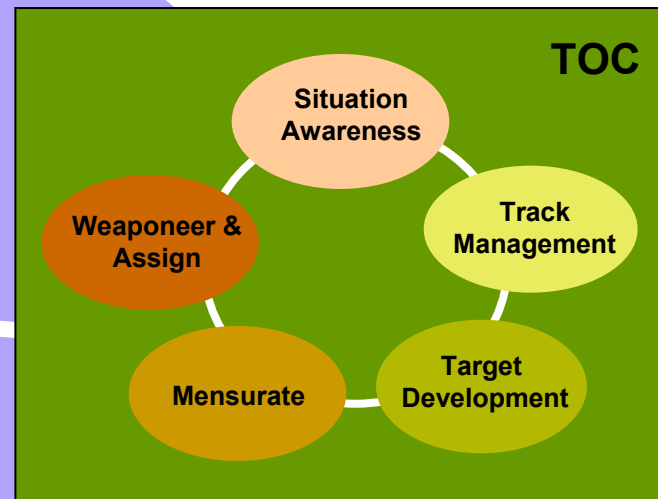 TOC
Situation
Awareness
Track
Management
Target
Development
Mensurate
Weaponeer &
Assign